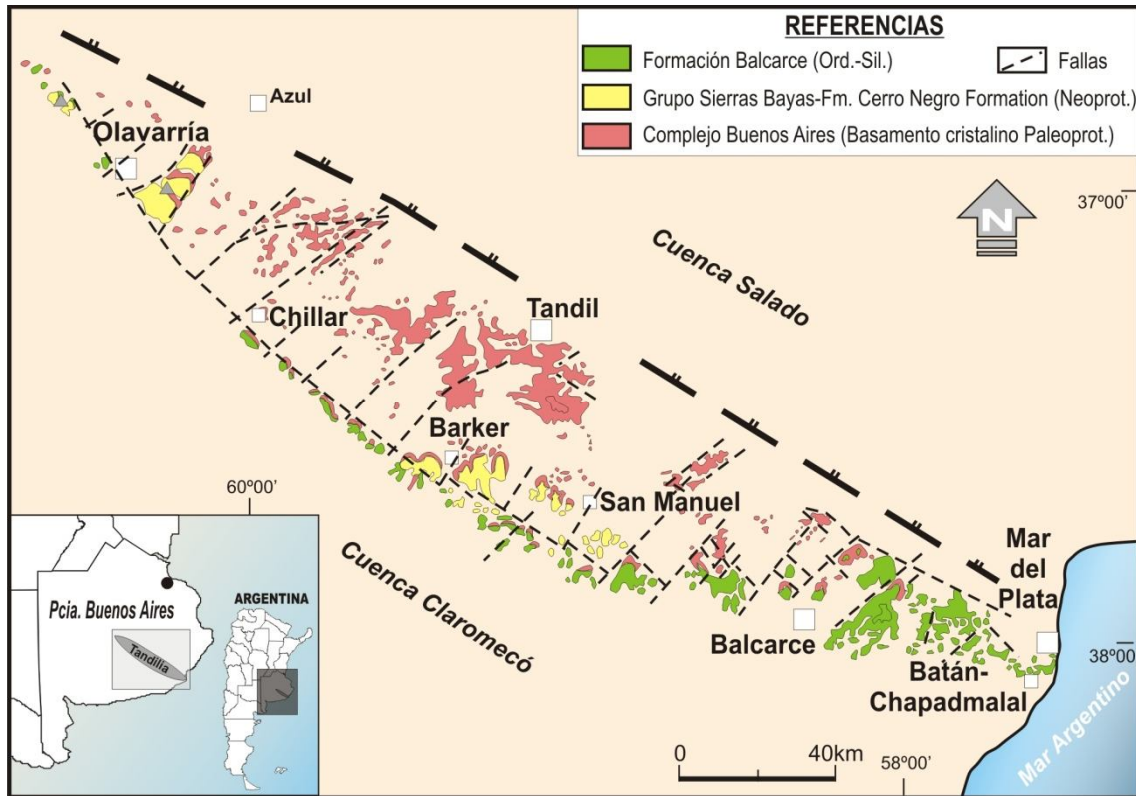 REFERENCIAS
Formación Balcarce (Ord.-Sil.)
Fallas
Grupo Sierras Bayas-Fm. Cerro Negro Formation (Neoprot.)
Complejo Buenos Aires (Basamento cristalino Paleoprot.)
Azul
Olavarría
37º00'
N
Cuenca Salado
Chillar
Tandil
Barker
60º00'
San Manuel
Cuenca Claromecó
Mar
del
Plata
Pcia. Buenos Aires
ARGENTINA
Tandilia
Balcarce
38º00'
Batán-
Chapadmalal
Mar Argentino
0
40km
58º00'